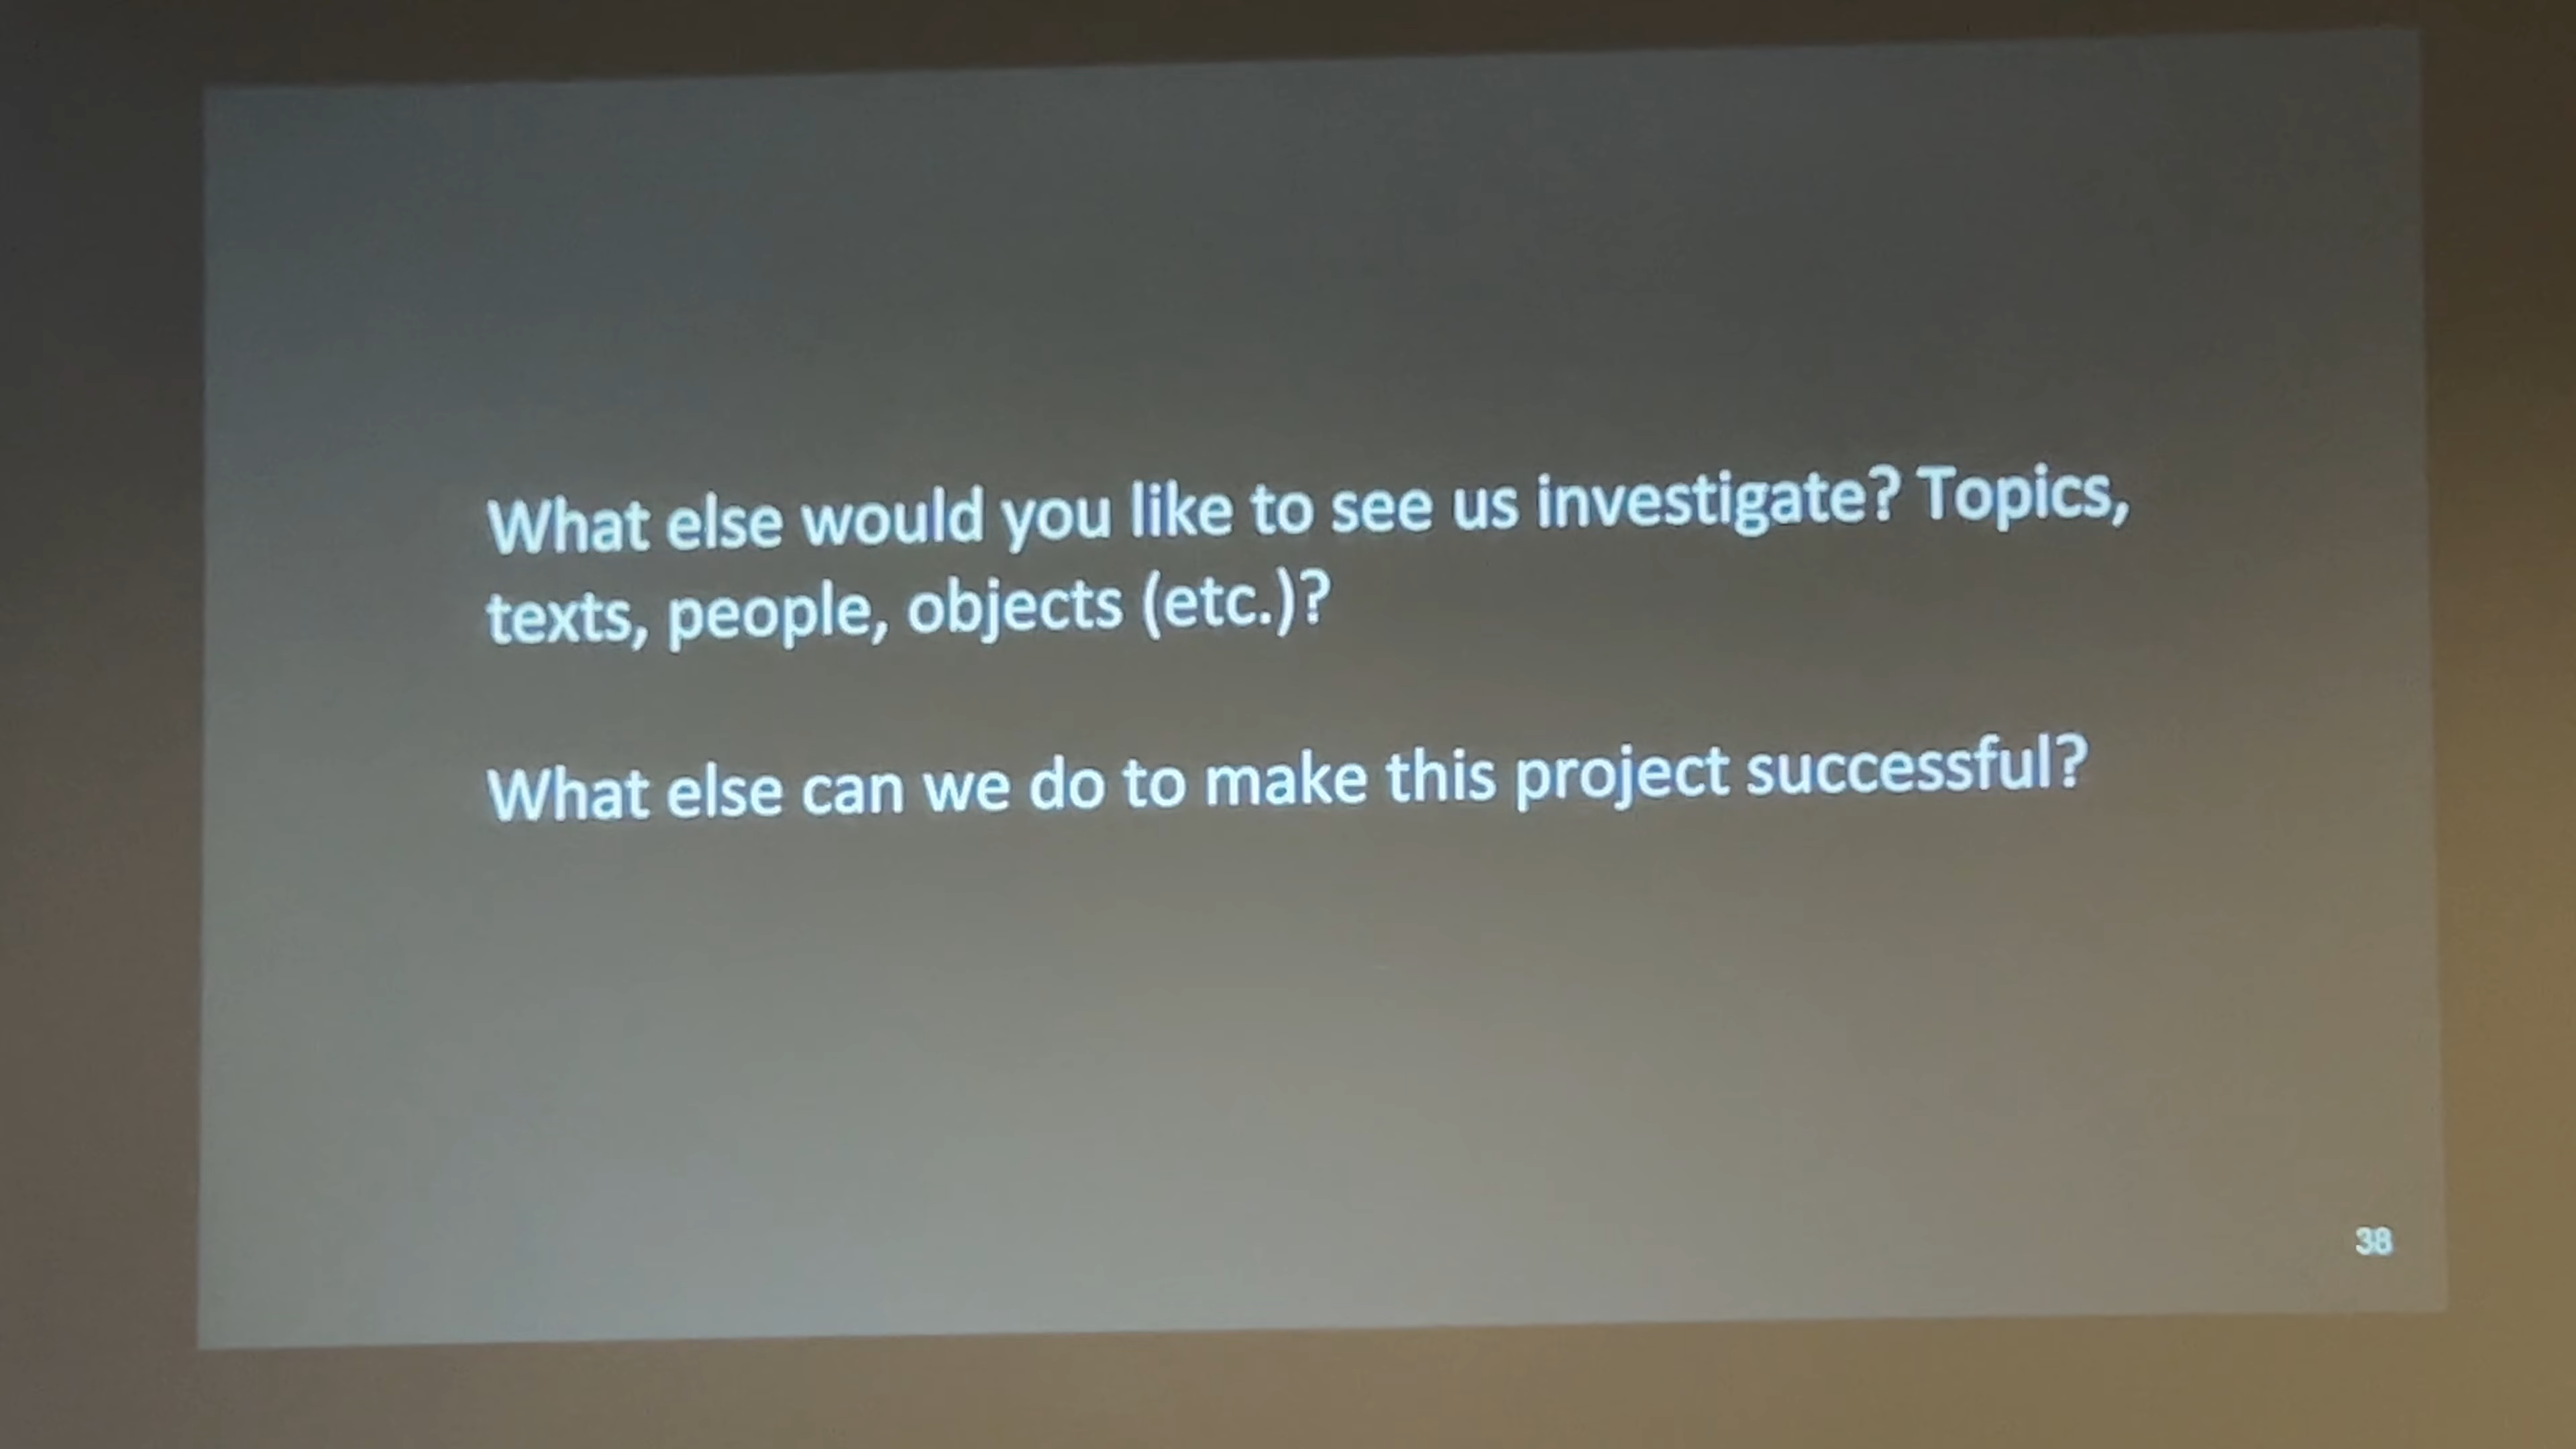 What else would you like to see us investigate? Topics,
texts, people, objects (etc.)?
What else can we do to make this project successful?
38